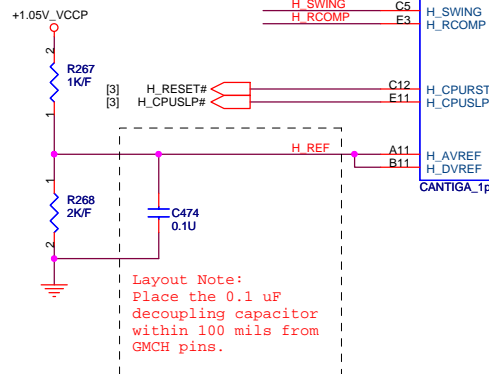 H_SWING C5 H_SWING
+1.05V_VCCP H_RCOMP E3 H_RCOMP
2
R267
1K/F
1
[3] H_RESET# C12 H_CPURST
[3] H_CPUSLP# E11 H_CPUSLP
H_REF A11 H_AVREF
B11 H_DVREF
CANTIGA_1p
1
R268
2K/F
2
C474
0.1U
Layout Note:
Place the 0.1 uF
decoupling capacitor
within 100 mils from
GMCH pins.